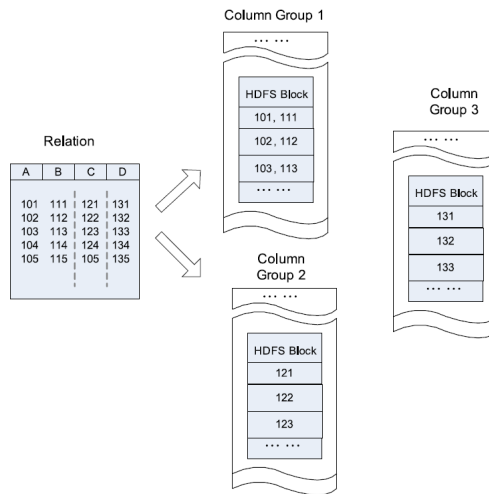 Column Group 1
... ...
HDFS Block
101, 111
102, 112
103, 113
... ...
Column
Group 3
... ...
HDFS Block
131
132
133
... ...
Relation
A B C D
101 111 121 131
102 112 122 132
103 113 123 133
104 114 124 134
105 115 105 135
Column
Group 2
... ...
HDFS Block
121
122
123
... ...